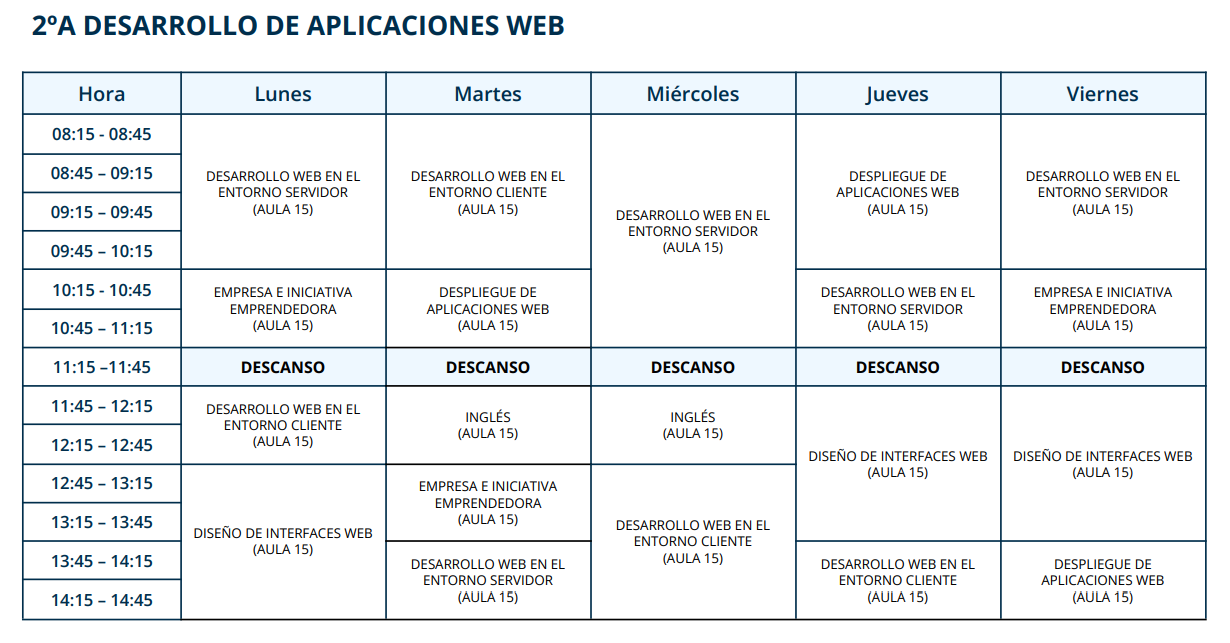 2ºA DESARROLLO DE APLICACIONES WEB
Hora
Lunes
Martes
Miércoles
Jueves
Viernes
08:15 - 08:45
08:45 – 09:15
09:15 – 09:45
09:45 – 10:15
DESARROLLO WEB EN EL
ENTORNO SERVIDOR
(AULA 15)
DESARROLLO WEB EN EL
ENTORNO CLIENTE
(AULA 15)
DESARROLLO WEB EN EL
ENTORNO SERVIDOR
(AULA 15)
DESPLIEGUE DE
APLICACIONES WEB
(AULA 15)
DESARROLLO WEB EN EL
ENTORNO SERVIDOR
(AULA 15)
10:15 - 10:45
10:45 – 11:15
EMPRESA E INICIATIVA
EMPRENDEDORA
(AULA 15)
DESPLIEGUE DE
APLICACIONES WEB
(AULA 15)
DESARROLLO WEB EN EL
ENTORNO SERVIDOR
(AULA 15)
EMPRESA E INICIATIVA
EMPRENDEDORA
(AULA 15)
11:15 –11:45
DESCANSO
DESCANSO
DESCANSO
DESCANSO
DESCANSO
11:45 – 12:15
12:15 – 12:45
DESARROLLO WEB EN EL
ENTORNO CLIENTE
(AULA 15)
INGLÉS
(AULA 15)
INGLÉS
(AULA 15)
DISEÑO DE INTERFACES WEB
(AULA 15)
DISEÑO DE INTERFACES WEB
(AULA 15)
12:45 – 13:15
13:15 – 13:45
DISEÑO DE INTERFACES WEB
(AULA 15)
EMPRESA E INICIATIVA
EMPRENDEDORA
(AULA 15)
DESARROLLO WEB EN EL
ENTORNO CLIENTE
(AULA 15)
13:45 – 14:15
14:15 – 14:45
DESARROLLO WEB EN EL
ENTORNO SERVIDOR
(AULA 15)
DESARROLLO WEB EN EL
ENTORNO CLIENTE
(AULA 15)
DESPLIEGUE DE
APLICACIONES WEB
(AULA 15)